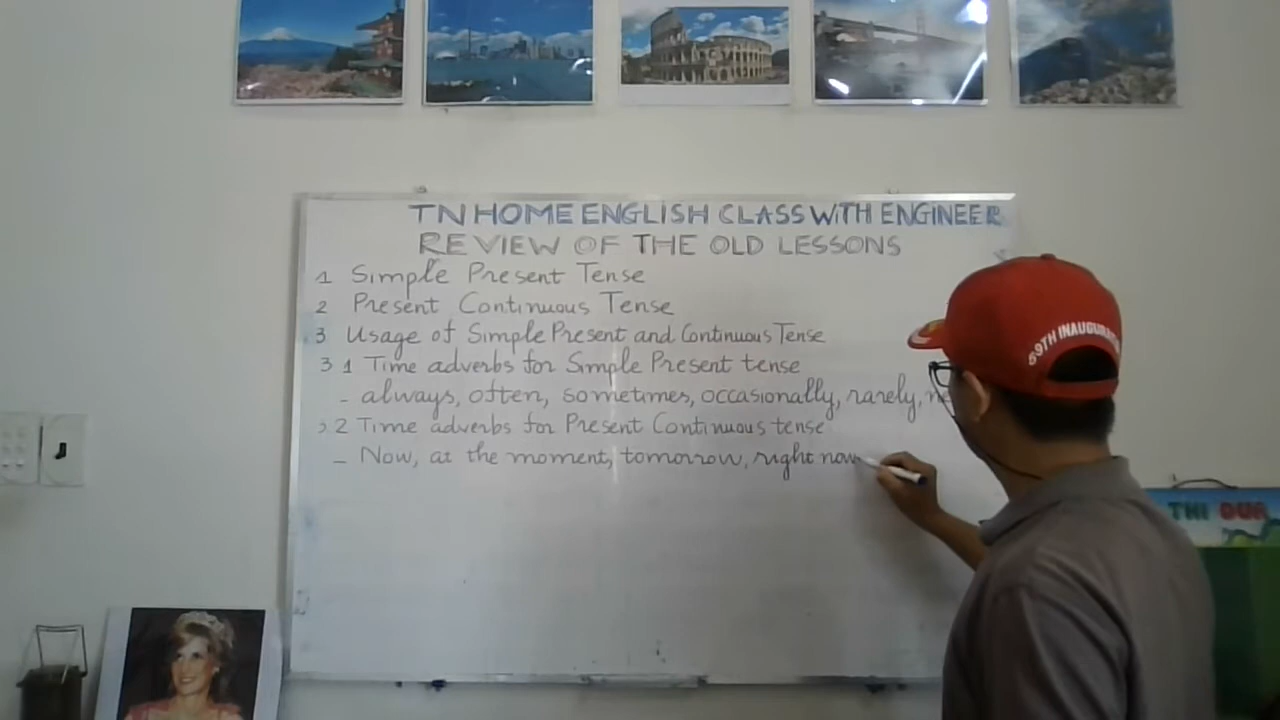 TN HOME ENGLISH CLASS WITH ENGINEER
REVIEW OF THE OLD LESSONS
1 Simple Present Tense
2 Present Continuous Tense
3 Usage of Simple Present and Continuous Tense
3 1 Time adverbs for Simple Present tense
- always, often, sometimes, occasionally, rarely,
3.2 Time adverbs for Present Continuous tense
- Now, at the moment, tomorrow, right now
THI ĐUA